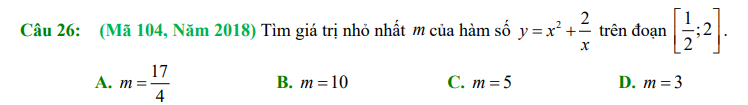 Câu 26: (Mã 104, Năm 2018) Tìm giá trị nhỏ nhất m của hàm số y = x² + 2/x trên đoạn [1/2; 2].
A. m = 17/4 B. m = 10 C. m = 5 D. m = 3